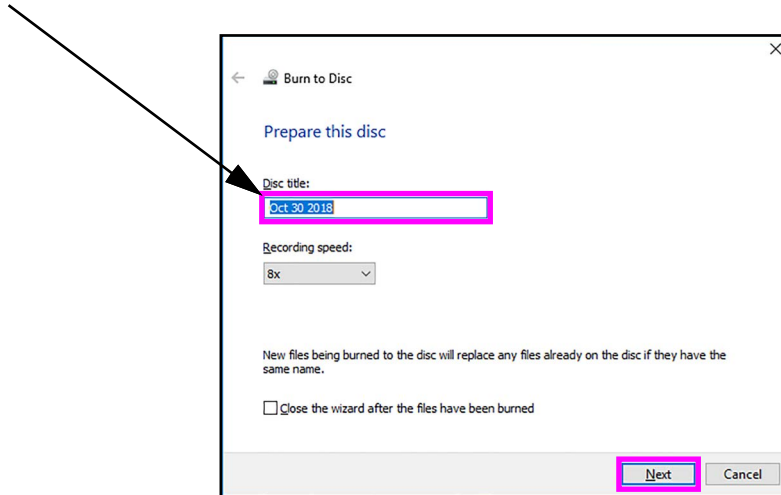 Burn to Disc
Prepare this disc
Disc title:
Oct 30 2018
Recording speed:
8x
New files being burned to the disc will replace any files already on the disc if they have the
same name.
Close the wizard after the files have been burned
Next
Cancel